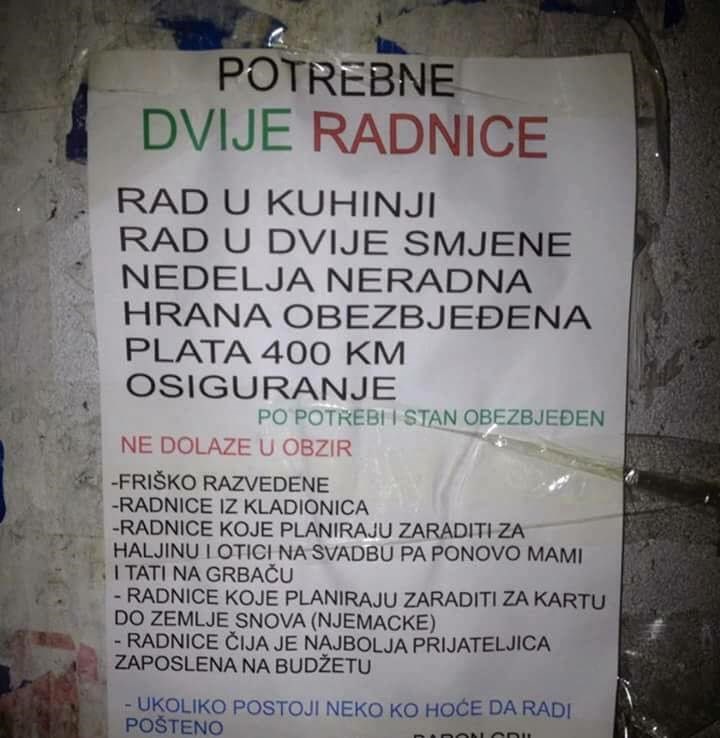 POTREBNE
DVIJE RADNICE
RAD U KUHINJI
RAD U DVIJE SMJENE
NEDELJA NERADNA
HRANA OBEZBJEĐENA
PLATA 400 KM
OSIGURANJE
PO POTREBI I STAN OBEZBJEĐEN
NE DOLAZE U OBZIR
-FRIŠKO RAZVEDENE
-RADNICE IZ KLADIONICA
-RADNICE KOJE PLANIRAJU ZARADITI ZA
HALJINU I OTICI NA SVADBU PA PONOVO MAMI
I TATI NA GRBAČU
- RADNICE KOJE PLANIRAJU ZARADITI ZA KARTU
DO ZEMLJE SNOVA (NJEMACKE)
- RADNICE ČIJA JE NAJBOLJA PRIJATELJICA
ZAPOSLENA NA BUDŽETU
- UKOLIKO POSTOJI NEKO KO HOĆE DA RADI
POŠTENO